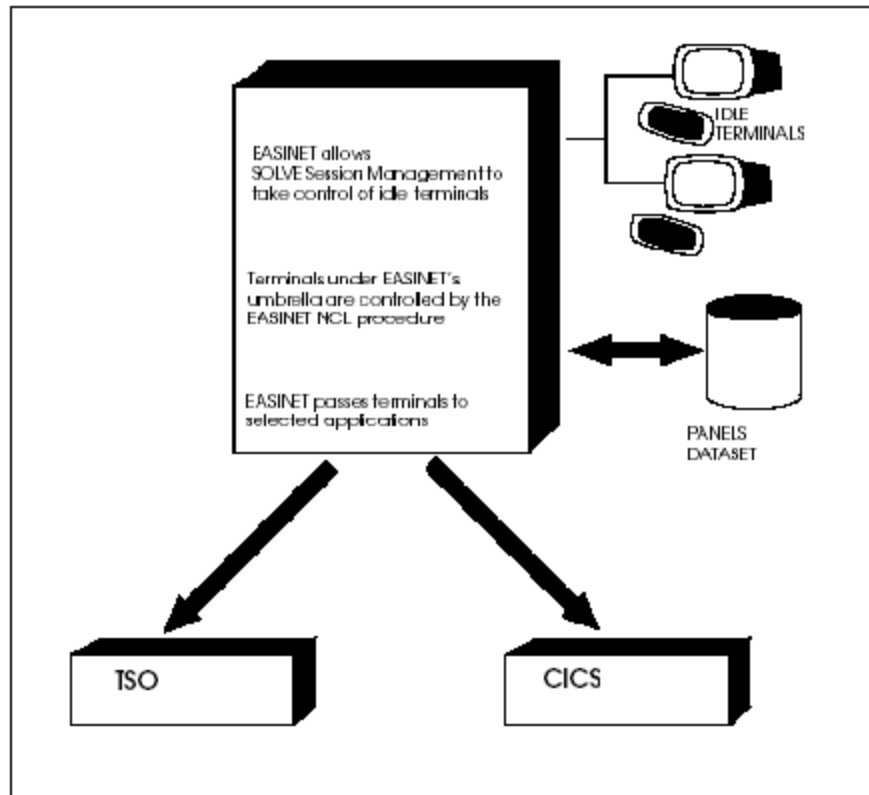 IDLE
TERMINALS
EASINET allows
SOLVE Session Management to
take control of idle terminals
Terminals under EASINET's
umbrella are controlled by the
EASINET NCL procedure
EASINET passes terminals to
selected applications
PANELS
DATASET
TSO
CICS